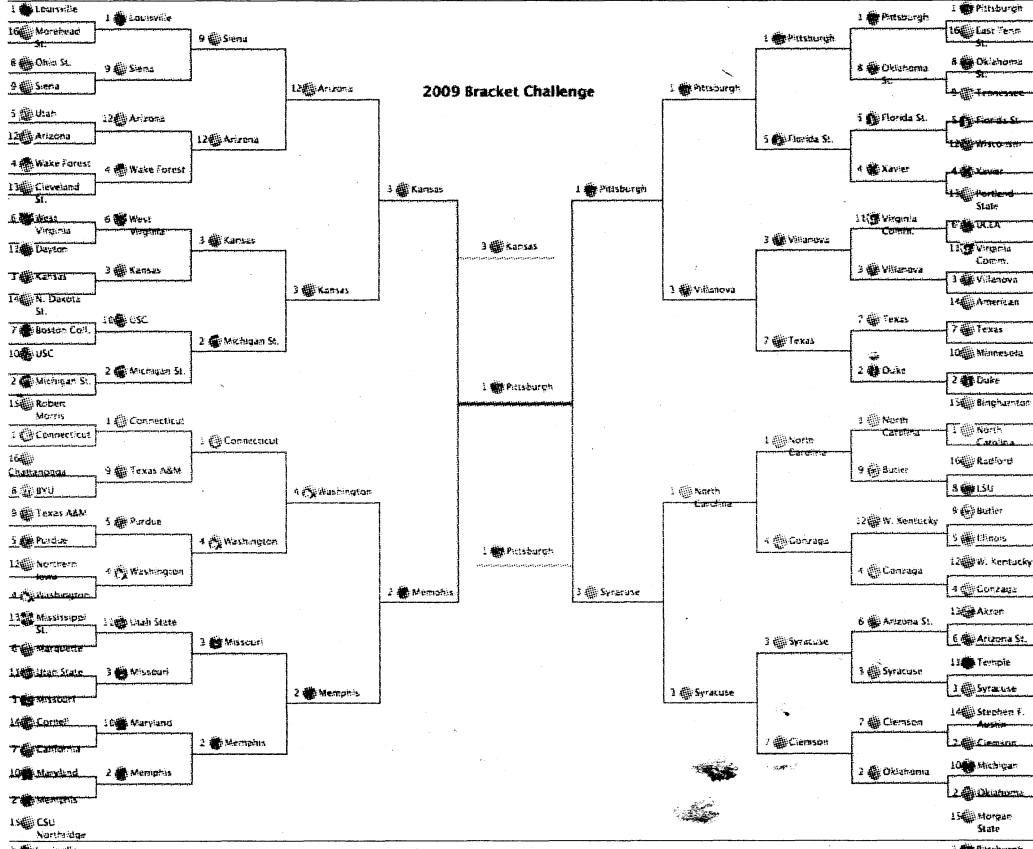 1 Louisville
16 Morehead
St.
8 Ohio St.
9 Siena
5 Utah
12 Arizona
4 Wake Forest
13 Cleveland
St.
6 West
Virginia
11 Dayton
3 Kansas
14 N. Dakota
St.
7 Boston Coll.
10 USC
2 Michigan St.
15 Robert
Morris
1 Connecticut
16
Chattanooga
8 BYU
9 Texas A&M
5 Purdue
12 Northern
Iowa
4 Washington
13 Mississippi
St.
6 Marquette
11 Utah State
3 Missouri
14 Cornell
7 California
10 Maryland
2 Memphis
15 CSU
Northridge
1 Louisville
9 Siena
12 Arizona
4 Wake Forest
6 West
Virginia
3 Kansas
10 USC
2 Michigan St.
1 Connecticut
9 Texas A&M
5 Purdue
4 Washington
11 Utah State
3 Missouri
10 Maryland
2 Memphis
9 Siena
12 Arizona
3 Kansas
2 Michigan St.
1 Connecticut
4 Washington
3 Missouri
2 Memphis
12 Arizona
3 Kansas
4 Washington
2 Memphis
3 Kansas
2 Memphis
2009 Bracket Challenge
3 Kansas
1 Pittsburgh
1 Pittsburgh
1 Pittsburgh
3 Syracuse
1 Pittsburgh
3 Villanova
1 North
Carolina
3 Syracuse
1 Pittsburgh
5 Florida St.
3 Villanova
7 Texas
1 North
Carolina
4 Gonzaga
3 Syracuse
7 Clemson
1 Pittsburgh
8 Oklahoma
St.
5 Florida St.
4 Xavier
11 Virginia
Comm.
3 Villanova
7 Texas
2 Duke
1 North
Carolina
9 Butler
12 W. Kentucky
4 Gonzaga
6 Arizona St.
3 Syracuse
7 Clemson
2 Oklahoma
1 Pittsburgh
16 East Tenn
St.
8 Oklahoma
St.
9 Tennessee
5 Florida St.
12 Wisconsin
4 Xavier
13 Portland
State
6 UCLA
11 Virginia
Comm.
3 Villanova
14 American
7 Texas
10 Minnesota
2 Duke
15 Binghamton
1 North
Carolina
16 Radford
8 LSU
9 Butler
5 Illinois
12 W. Kentucky
4 Gonzaga
13 Akron
6 Arizona St.
11 Temple
3 Syracuse
14 Stephen F.
Austin
7 Clemson
10 Michigan
2 Oklahoma
15 Morgan
State